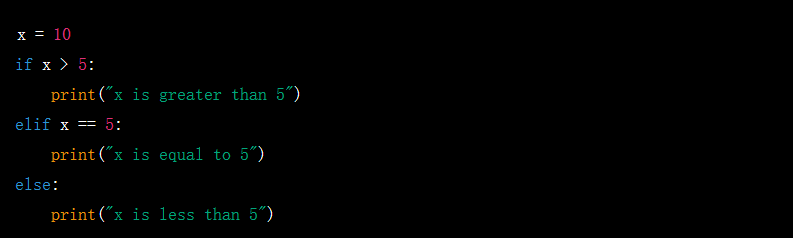 x = 10
if x > 5:
    print("x is greater than 5")
elif x == 5:
    print("x is equal to 5")
else:
    print("x is less than 5")